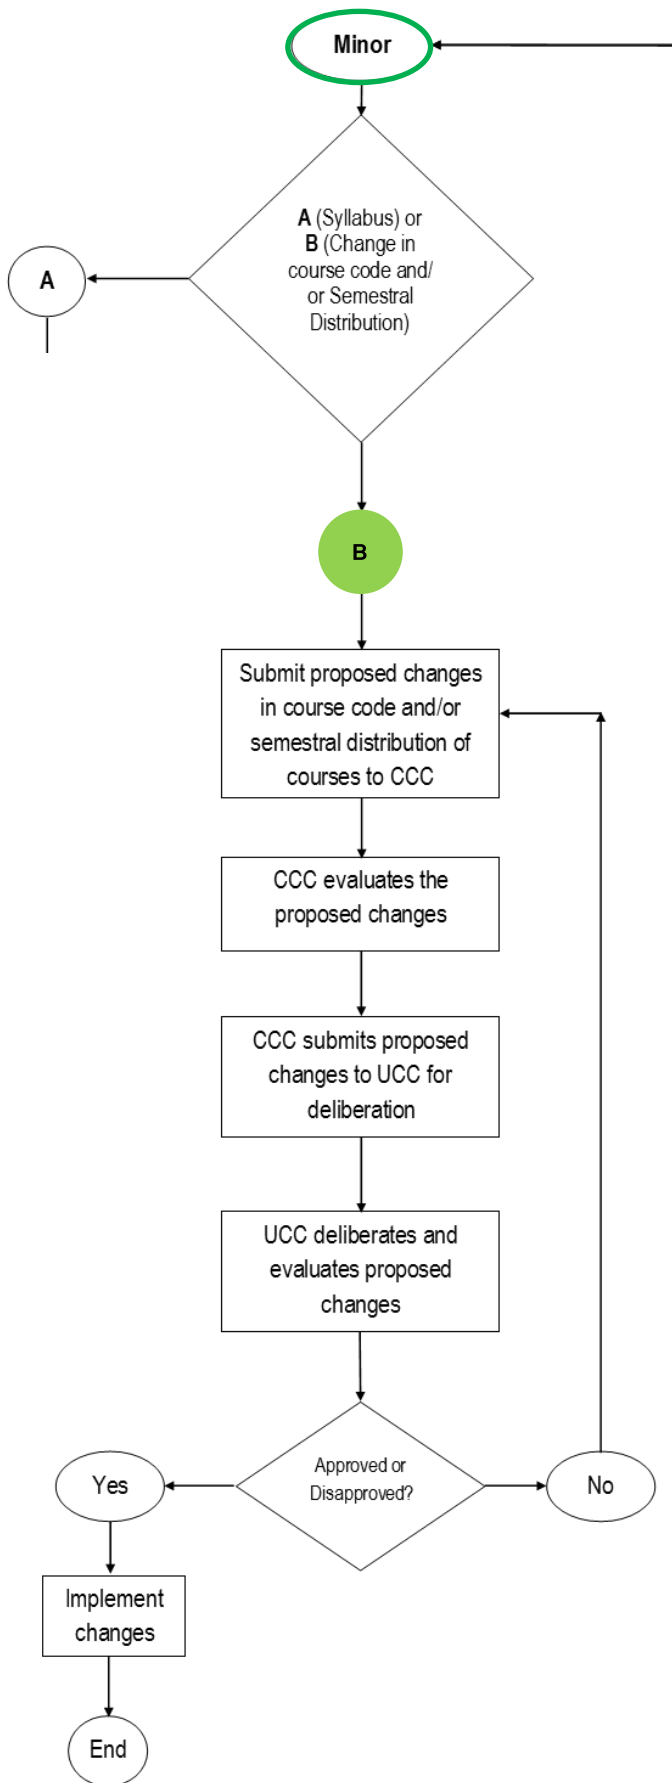 Minor
A (Syllabus) or
B (Change in
course code and/
or Semestral
Distribution)
A
B
Submit proposed changes
in course code and/or
semestral distribution of
courses to CCC
CCC evaluates the
proposed changes
CCC submits proposed
changes to UCC for
deliberation
UCC deliberates and
evaluates proposed
changes
Approved or
Disapproved?
Yes
No
Implement
changes
End